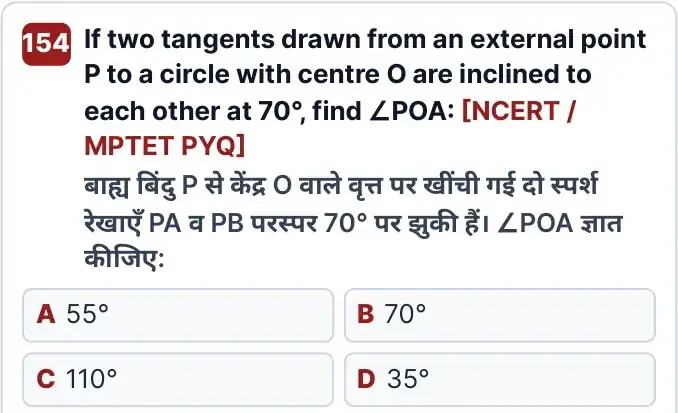 154 If two tangents drawn from an external point
P to a circle with centre O are inclined to
each other at 70°, find ∠POA: [NCERT /
MPTET PYQ]
बाह्य बिंदु P से केंद्र O वाले वृत्त पर खींची गई दो स्पर्श
रेखाएँ PA व PB परस्पर 70° पर झुकी हैं। ∠POA ज्ञात
कीजिए:
A 55°
B 70°
C 110°
D 35°